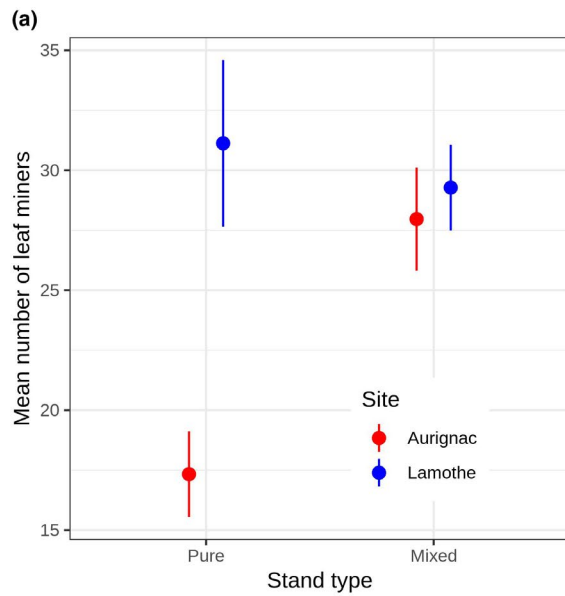 (a)
35
30
25
20
15
Mean number of leaf miners
Site
Aurignac
Lamothe
Pure
Mixed
Stand type